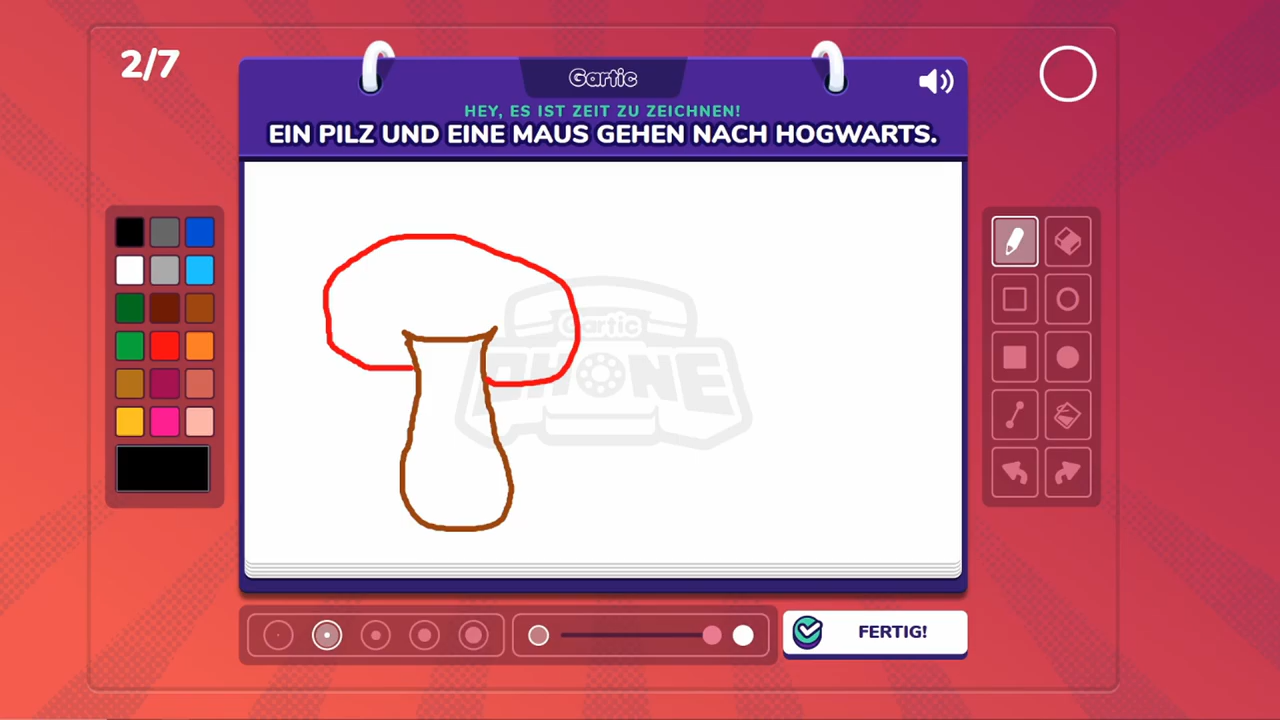 2/7
Gartic
HEY, ES IST ZEIT ZU ZEICHNEN!
EIN PILZ UND EINE MAUS GEHEN NACH HOGWARTS.
Gartic
PHONE
FERTIG!